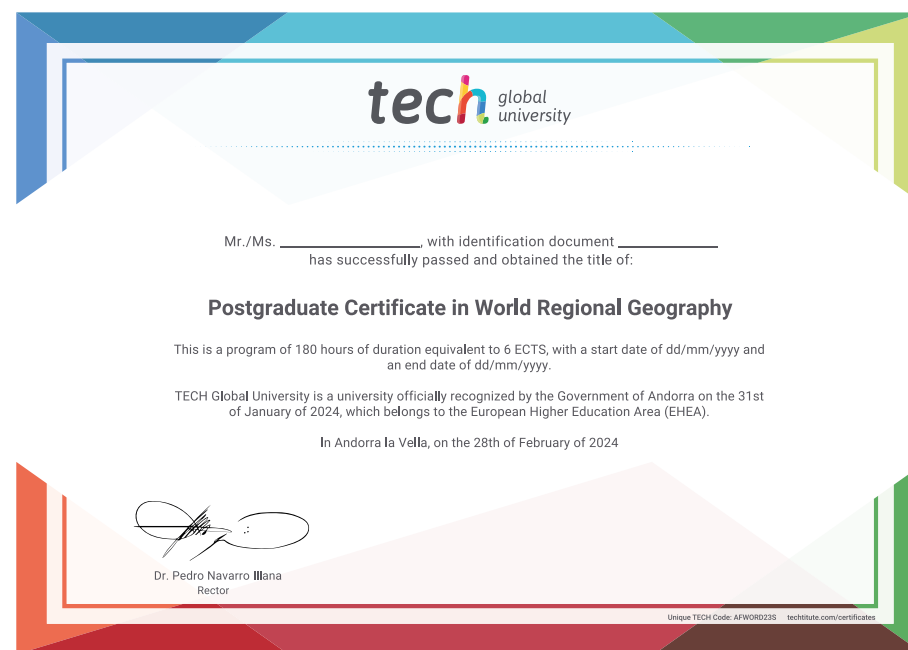 tech global
university
Mr./Ms. ____________, with identification document ____________
has successfully passed and obtained the title of:
Postgraduate Certificate in World Regional Geography
This is a program of 180 hours of duration equivalent to 6 ECTS, with a start date of dd/mm/yyyy and
an end date of dd/mm/yyyy.
TECH Global University is a university officially recognized by the Government of Andorra on the 31st
of January of 2024, which belongs to the European Higher Education Area (EHEA).
In Andorra la Vella, on the 28th of February of 2024
Dr. Pedro Navarro Illana
Rector
Unique TECH Code: AFWORD23S techtitute.com/certificates